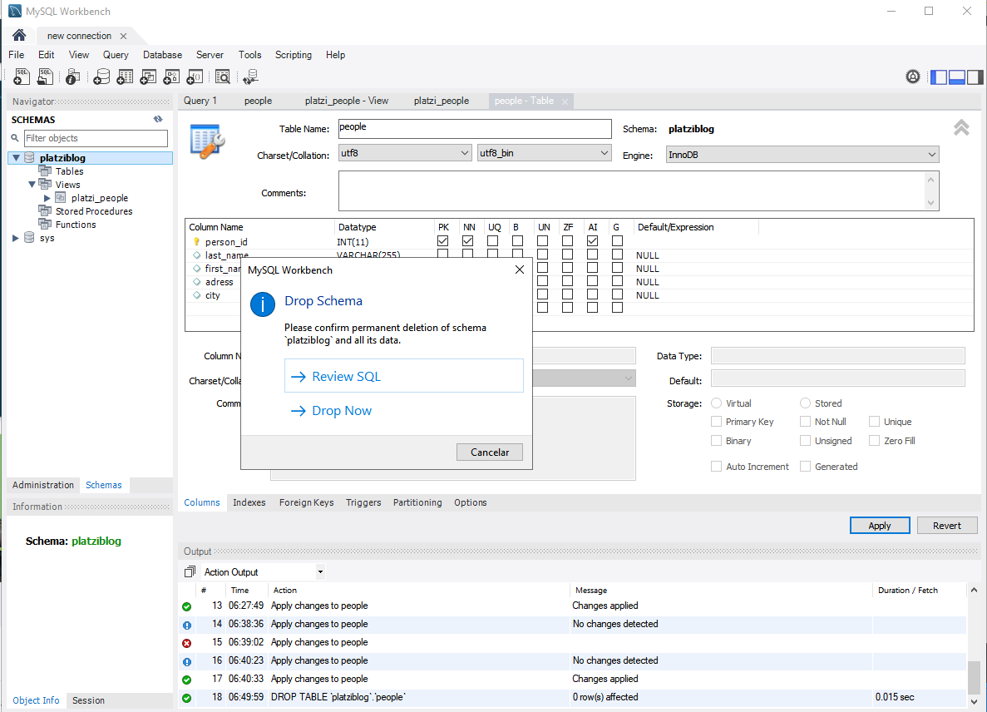 MySQL Workbench
new connection
File Edit View Query Database Server Tools Scripting Help
Navigator
SCHEMAS
Filter objects
platziblog
Tables
Views
platzi_people
Stored Procedures
Functions
sys
Administration Schemas
Information
Schema: platziblog
Object Info Session
Query 1 people platzi_people - View platzi_people people - Table
Table Name: people Schema: platziblog
Charset/Collation: utf8 utf8_bin Engine: InnoDB
Comments:
Column Name Datatype PK NN UQ B UN ZF AI G Default/Expression
person_id INT(11)
last_name VARCHAR(255) NULL
first_name NULL
adress NULL
city NULL
MySQL Workbench
Drop Schema
Please confirm permanent deletion of schema
`platziblog` and all its data.
Review SQL
Drop Now
Cancelar
Column N Data Type:
Charset/Colla Default:
Comm Storage: Virtual Stored
Primary Key Not Null Unique
Binary Unsigned Zero Fill
Auto Increment Generated
Columns Indexes Foreign Keys Triggers Partitioning Options
Apply Revert
Output
Action Output
# Time Action Message Duration / Fetch
13 06:27:49 Apply changes to people Changes applied
14 06:38:36 Apply changes to people No changes detected
15 06:39:02 Apply changes to people
16 06:40:23 Apply changes to people No changes detected
17 06:40:33 Apply changes to people Changes applied
18 06:49:59 DROP TABLE `platziblog`.`people` 0 row(s) affected 0.015 sec